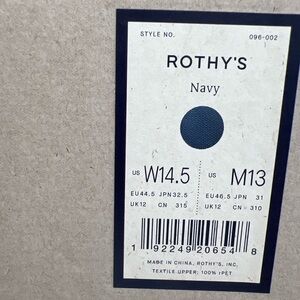 STYLE NO. 096-002
ROTHY'S
Navy
US W14.5 US M13
EU44.5 JPN32.5 EU46.5 JPN 31
UK12 CN 315 UK12 CN 310
1 92249 20654 8
MADE IN CHINA, ROTHY'S, INC.
TEXTILE UPPER: 100% rPET